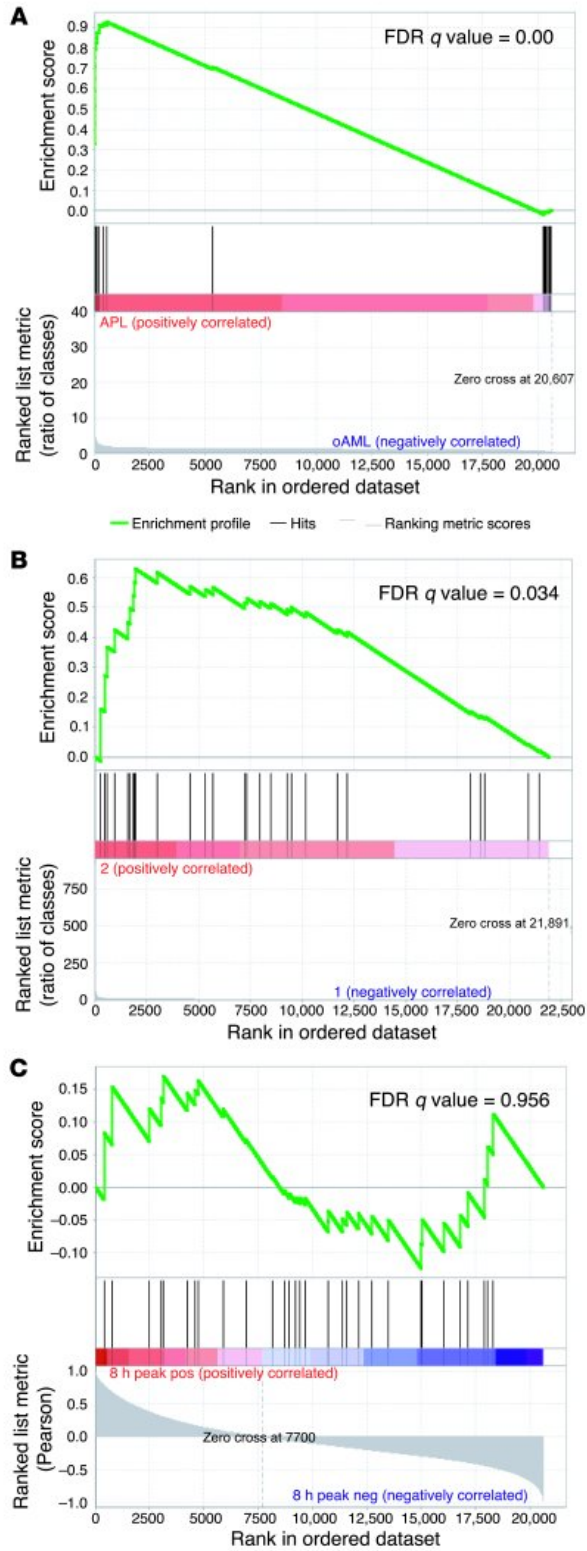 A
FDR q value = 0.00
Enrichment score
0.9
0.8
0.7
0.6
0.5
0.4
0.3
0.2
0.1
0.0
APL (positively correlated)
Zero cross at 20,607
oAML (negatively correlated)
Ranked list metric
(ratio of classes)
40
30
20
10
0
0 2500 5000 7500 10,000 12,500 15,000 17,500 20,000
Rank in ordered dataset
Enrichment profile Hits Ranking metric scores
B
FDR q value = 0.034
Enrichment score
0.6
0.5
0.4
0.3
0.2
0.1
0.0
2 (positively correlated)
Zero cross at 21,891
1 (negatively correlated)
Ranked list metric
(ratio of classes)
750
500
250
0
0 2500 5000 7500 10,000 12,500 15,000 17,500 20,000 22,500
Rank in ordered dataset
C
FDR q value = 0.956
Enrichment score
0.15
0.10
0.05
0.00
−0.05
−0.10
8 h peak pos (positively correlated)
Zero cross at 7700
8 h peak neg (negatively correlated)
Ranked list metric
(Pearson)
1.0
0.5
0.0
−0.5
−1.0
0 2500 5000 7500 10,000 12,500 15,000 17,500 20,000
Rank in ordered dataset